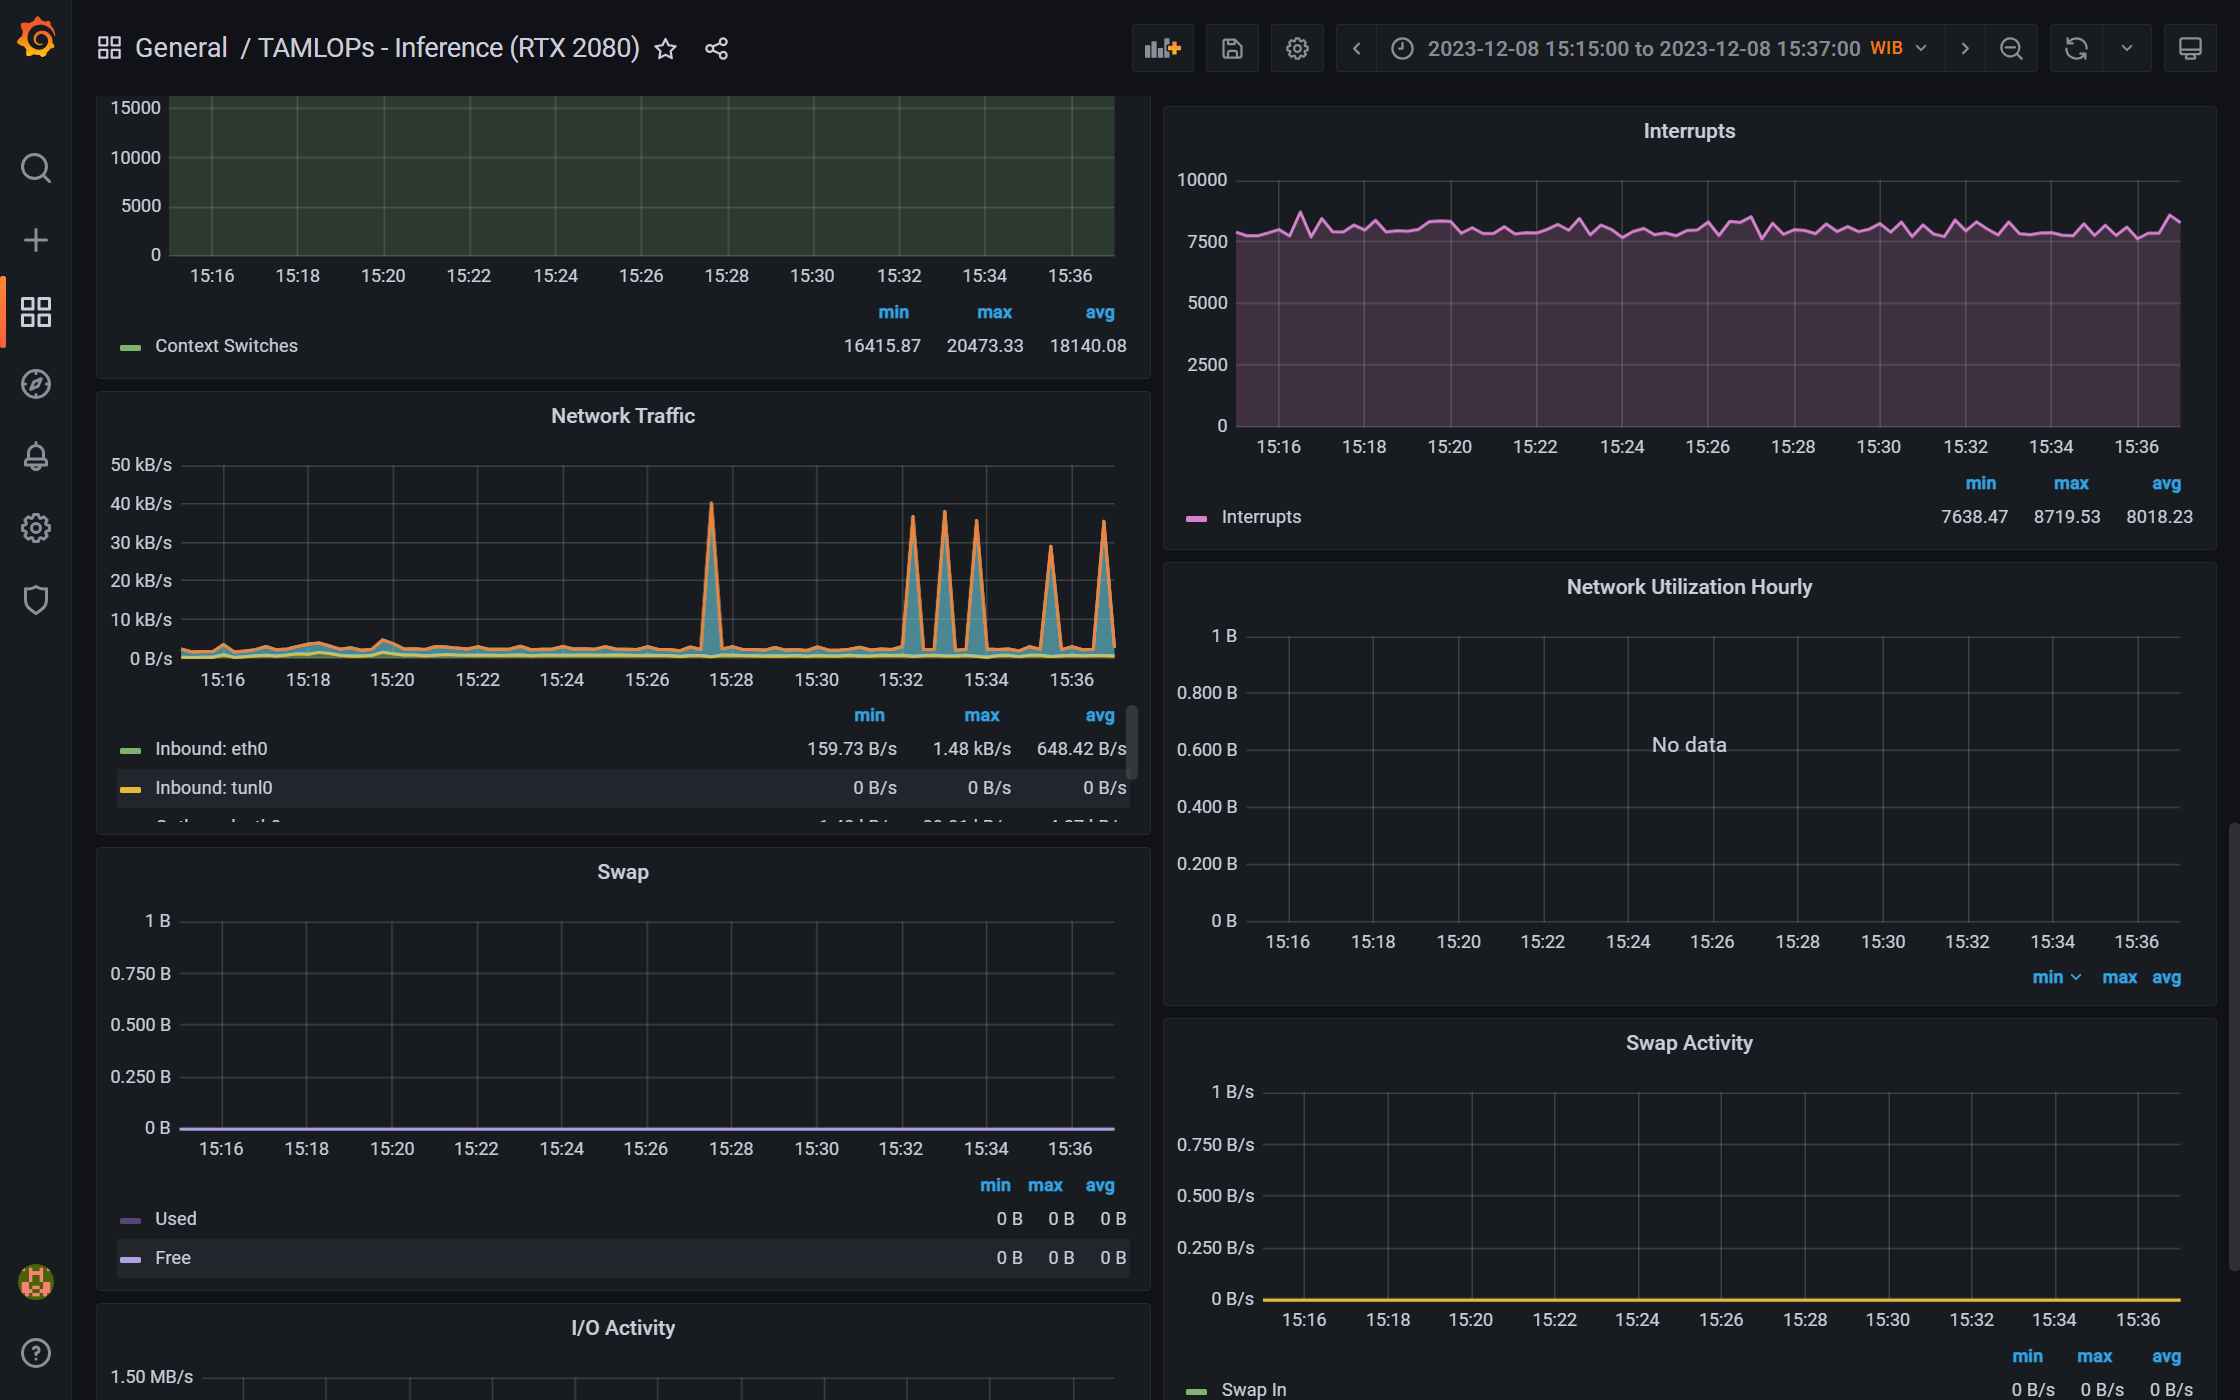 General / TAMLOPs - Inference (RTX 2080)
2023-12-08 15:15:00 to 2023-12-08 15:37:00 WIB
15000
10000
5000
0
15:16 15:18 15:20 15:22 15:24 15:26 15:28 15:30 15:32 15:34 15:36
min max avg
Context Switches 16415.87 20473.33 18140.08
Interrupts
10000
7500
5000
2500
0
15:16 15:18 15:20 15:22 15:24 15:26 15:28 15:30 15:32 15:34 15:36
min max avg
Interrupts 7638.47 8719.53 8018.23
Network Traffic
50 kB/s
40 kB/s
30 kB/s
20 kB/s
10 kB/s
0 B/s
15:16 15:18 15:20 15:22 15:24 15:26 15:28 15:30 15:32 15:34 15:36
min max avg
Inbound: eth0 159.73 B/s 1.48 kB/s 648.42 B/s
Inbound: tunl0 0 B/s 0 B/s 0 B/s
Network Utilization Hourly
1 B
0.800 B
0.600 B
No data
0.400 B
0.200 B
0 B
15:16 15:18 15:20 15:22 15:24 15:26 15:28 15:30 15:32 15:34 15:36
min max avg
Swap
1 B
0.750 B
0.500 B
0.250 B
0 B
15:16 15:18 15:20 15:22 15:24 15:26 15:28 15:30 15:32 15:34 15:36
min max avg
Used 0 B 0 B 0 B
Free 0 B 0 B 0 B
Swap Activity
1 B/s
0.750 B/s
0.500 B/s
0.250 B/s
0 B/s
15:16 15:18 15:20 15:22 15:24 15:26 15:28 15:30 15:32 15:34 15:36
min max avg
Swap In 0 B/s 0 B/s 0 B/s
I/O Activity
1.50 MB/s